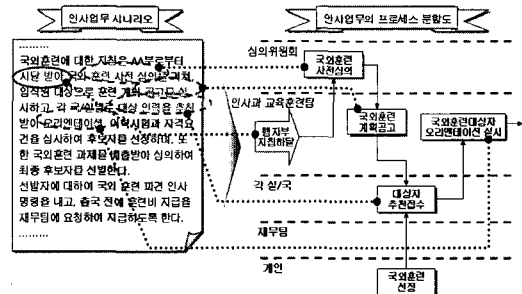 인사업무 시나리오
국외훈련에 대한 지침은 AA부로부터
시달 받아 훈련 사전 심의를 거쳐
임직원 대상으로 훈련 계획 공고를 실
시하고, 각 대상 인원을 추천
받아 오리엔테이션, 어학시험과 자격요
건을 심사하여 후보자를 선정하며, 또
한 국외훈련 과제를 제출받아 심의하여
최종 후보자를 선발한다.
선발자에 대하여 국외 훈련 파견 인사
명령을 내고, 출국 전에 훈련비 지급을
재무팀에 요청하여 지급하도록 한다.
인사업무의 프로세스 분할도
심의위원회
국외훈련
사전심의
인사과 교육훈련팀
행자부
지침하달
국외훈련
계획공고
국외훈련대상자
오리엔테이션 실시
각 실/국
대상자
추천접수
재무팀
개인
국외훈련
신청